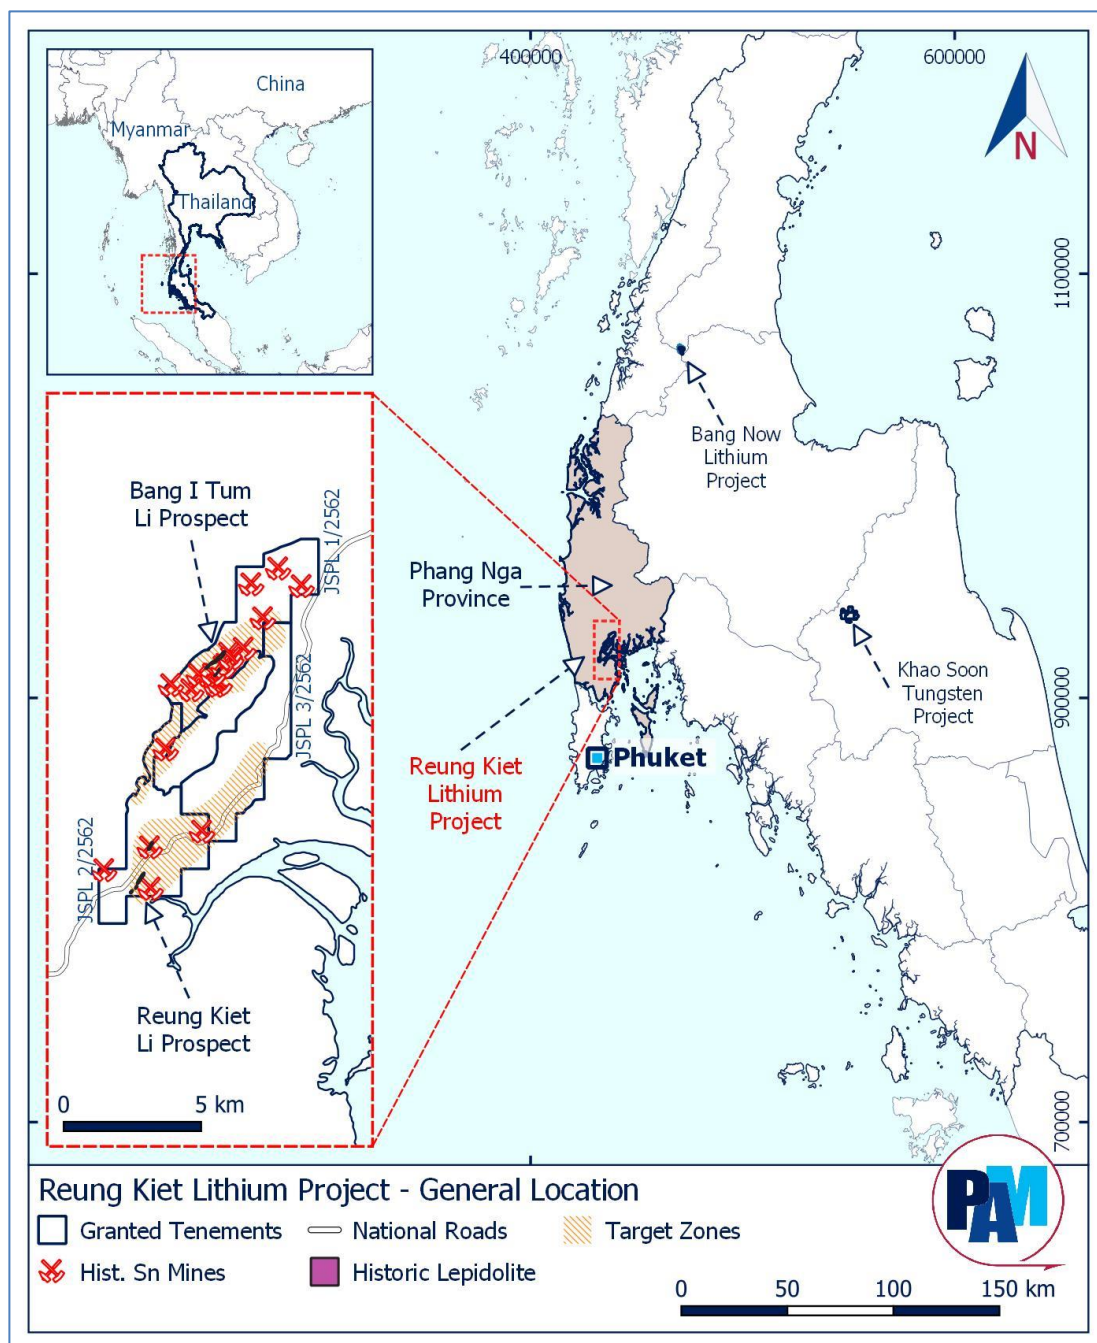 400000
600000
China
Myanmar
Thailand
N
1100000
Bang Now
Lithium
Project
Bang I Tum
Li Prospect
JSPL 1/2562
Phang Nga
Province
JSPL 3/2562
Khao Soon
Tungsten
Project
900000
Phuket
Reung Kiet
Lithium
Project
JSPL 2/2562
Reung Kiet
Li Prospect
0 5 km
700000
Reung Kiet Lithium Project - General Location
Granted Tenements
National Roads
Target Zones
Hist. Sn Mines
Historic Lepidolite
PAM
0 50 100 150 km